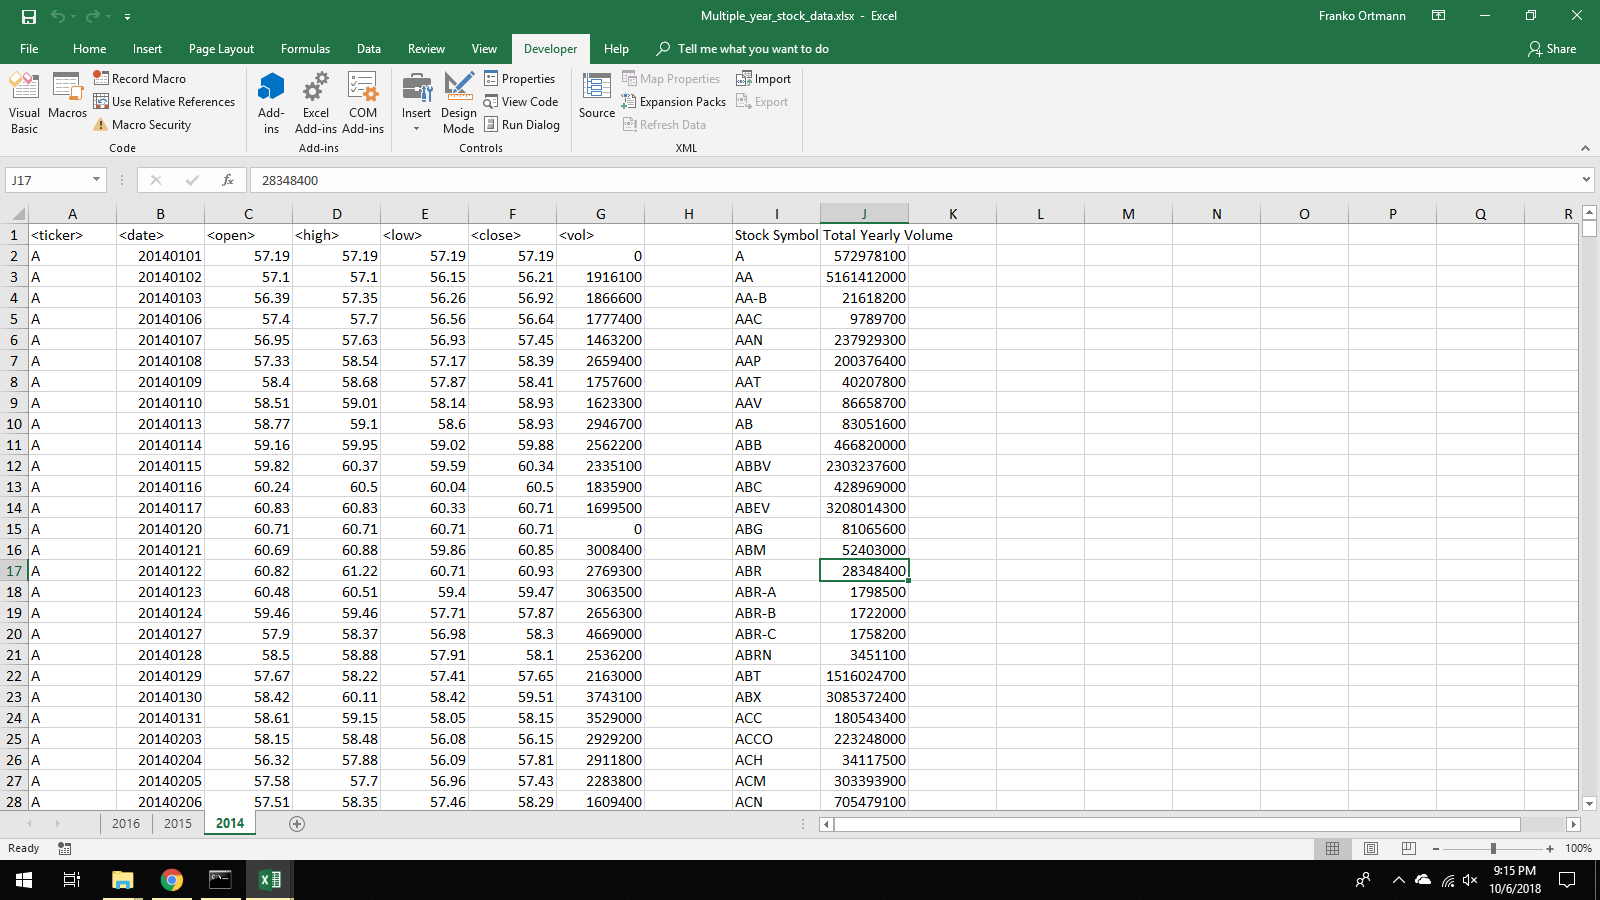 Multiple_year_stock_data.xlsx - Excel
Franko Ortmann
File Home Insert Page Layout Formulas Data Review View Developer Help Tell me what you want to do Share
Visual Basic
Macros
Record Macro
Use Relative References
Macro Security
Code
Add-ins
Excel Add-ins
COM Add-ins
Add-ins
Insert
Design Mode
Properties
View Code
Run Dialog
Controls
Source
Map Properties
Expansion Packs
Refresh Data
Import
Export
XML
J17 fx 28348400
A B C D E F G H I J K L M N O P Q R
1 <ticker> <date> <open> <high> <low> <close> <vol> Stock Symbol Total Yearly Volume
2 A 20140101 57.19 57.19 57.19 57.19 0 A 572978100
3 A 20140102 57.1 57.1 56.15 56.21 1916100 AA 5161412000
4 A 20140103 56.39 57.35 56.26 56.92 1866600 AA-B 21618200
5 A 20140106 57.4 57.7 56.56 56.64 1777400 AAC 9789700
6 A 20140107 56.95 57.63 56.93 57.45 1463200 AAN 237929300
7 A 20140108 57.33 58.54 57.17 58.39 2659400 AAP 200376400
8 A 20140109 58.4 58.68 57.87 58.41 1757600 AAT 40207800
9 A 20140110 58.51 59.01 58.14 58.93 1623300 AAV 86658700
10 A 20140113 58.77 59.1 58.6 58.93 2946700 AB 83051600
11 A 20140114 59.16 59.95 59.02 59.88 2562200 ABB 466820000
12 A 20140115 59.82 60.37 59.59 60.34 2335100 ABBV 2303237600
13 A 20140116 60.24 60.5 60.04 60.5 1835900 ABC 428969000
14 A 20140117 60.83 60.83 60.33 60.71 1699500 ABEV 3208014300
15 A 20140120 60.71 60.71 60.71 60.71 0 ABG 81065600
16 A 20140121 60.69 60.88 59.86 60.85 3008400 ABM 52403000
17 A 20140122 60.82 61.22 60.71 60.93 2769300 ABR 28348400
18 A 20140123 60.48 60.51 59.4 59.47 3063500 ABR-A 1798500
19 A 20140124 59.46 59.46 57.71 57.87 2656300 ABR-B 1722000
20 A 20140127 57.9 58.37 56.98 58.3 4669000 ABR-C 1758200
21 A 20140128 58.5 58.88 57.91 58.1 2536200 ABRN 3451100
22 A 20140129 57.67 58.22 57.41 57.65 2163000 ABT 1516024700
23 A 20140130 58.42 60.11 58.42 59.51 3743100 ABX 3085372400
24 A 20140131 58.61 59.15 58.05 58.15 3529000 ACC 180543400
25 A 20140203 58.15 58.48 56.08 56.15 2929200 ACCO 223248000
26 A 20140204 56.32 57.88 56.09 57.81 2911800 ACH 34117500
27 A 20140205 57.58 57.7 56.96 57.43 2283800 ACM 303393900
28 A 20140206 57.51 58.35 57.46 58.29 1609400 ACN 705479100
2016 2015 2014
Ready 100%
9:15 PM
10/6/2018